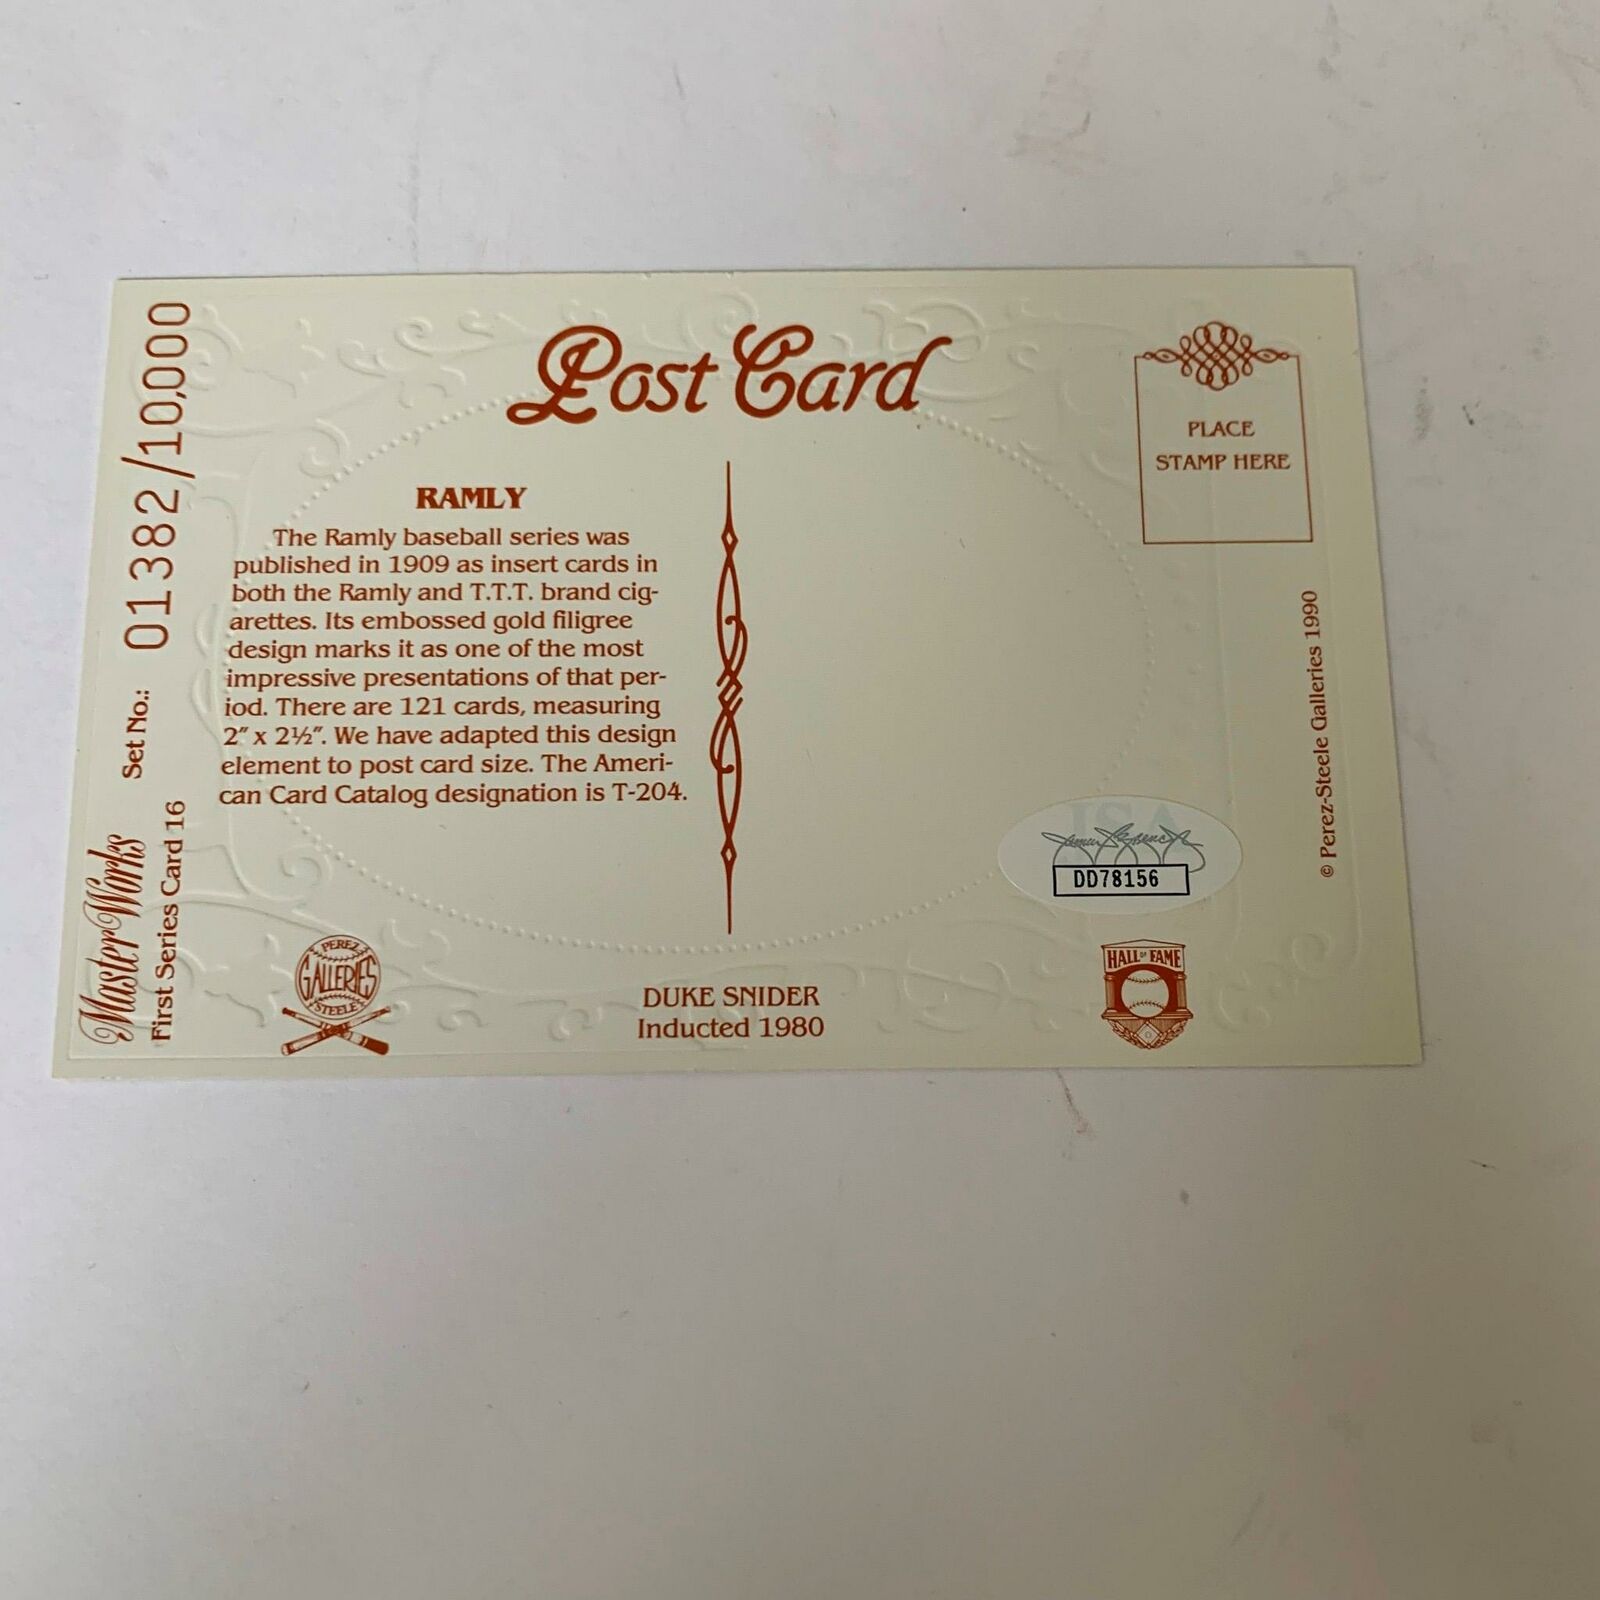 Post Card
PLACE
STAMP HERE
RAMLY
The Ramly baseball series was
published in 1909 as insert cards in
both the Ramly and T.T.T. brand cig-
arettes. Its embossed gold filigree
design marks it as one of the most
impressive presentations of that per-
iod. There are 121 cards, measuring
2" x 2½". We have adapted this design
element to post card size. The Ameri-
can Card Catalog designation is T-204.
MasterWorks Set No.: 01382/10,000
First Series Card 16
PEREZ
GALLERIES
STEELE
DUKE SNIDER
Inducted 1980
JSA
DD78156
HALL OF FAME
© Perez-Steele Galleries 1990